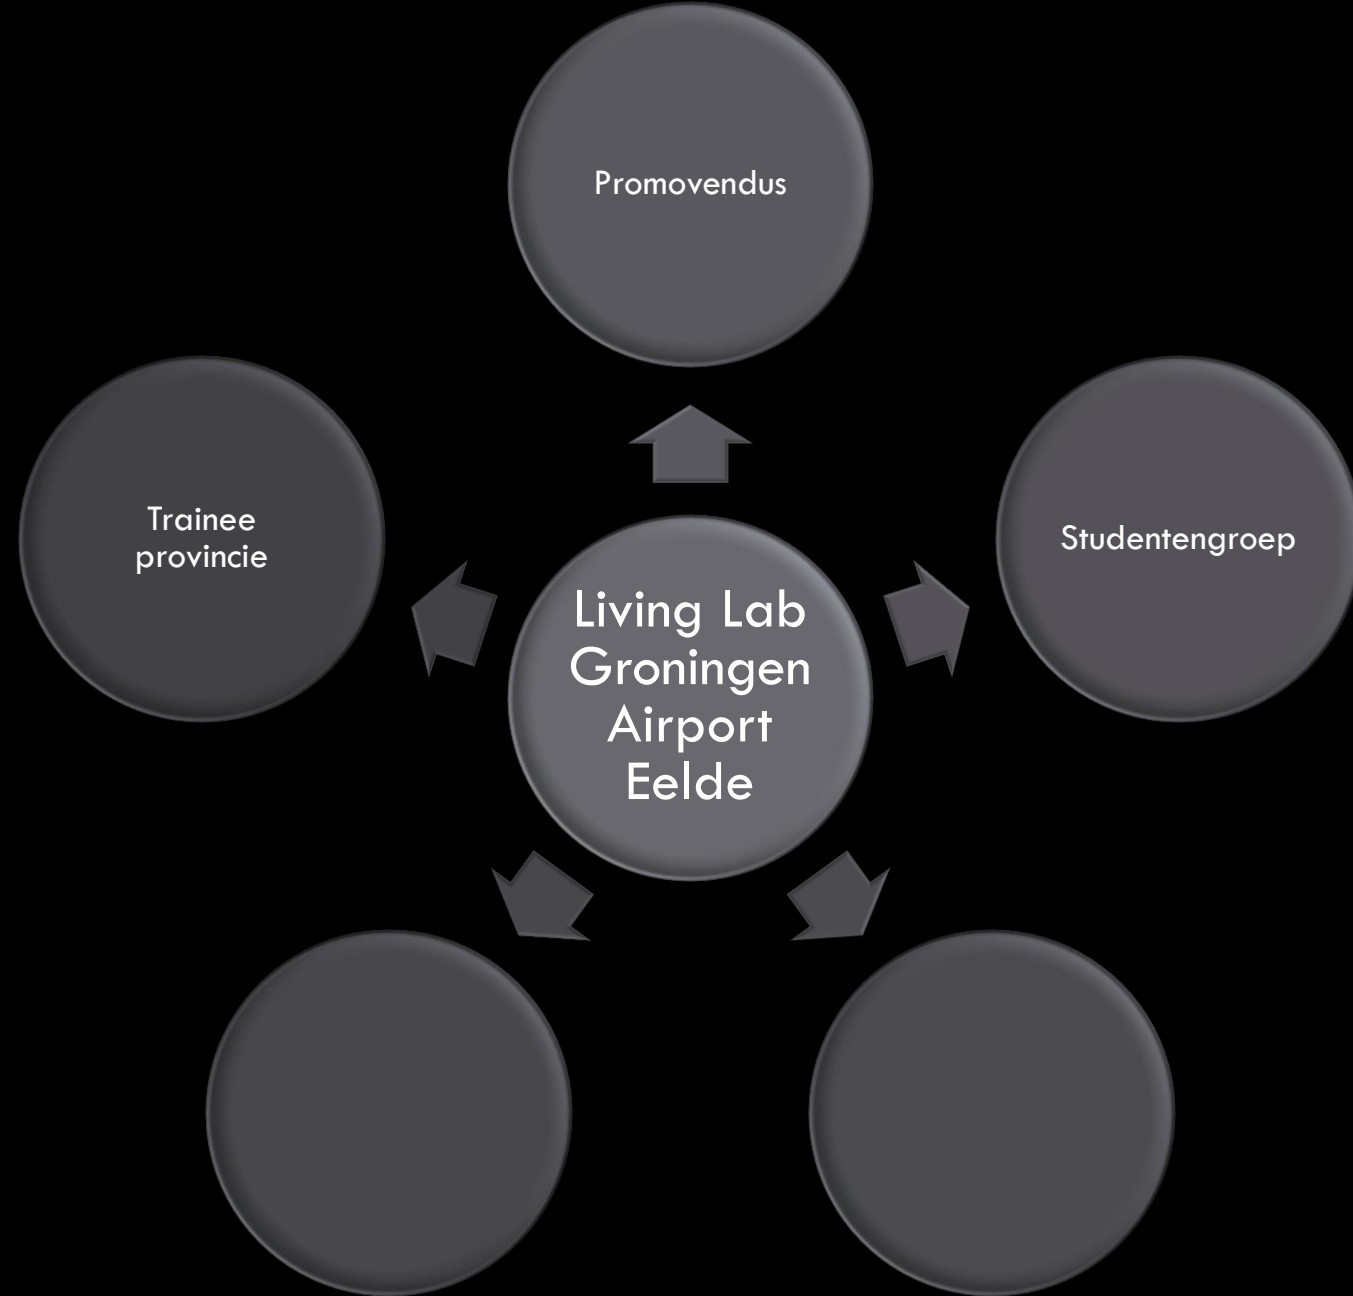 Promovendus
Trainee
provincie
Studentengroep
Living Lab
Groningen
Airport
Eelde